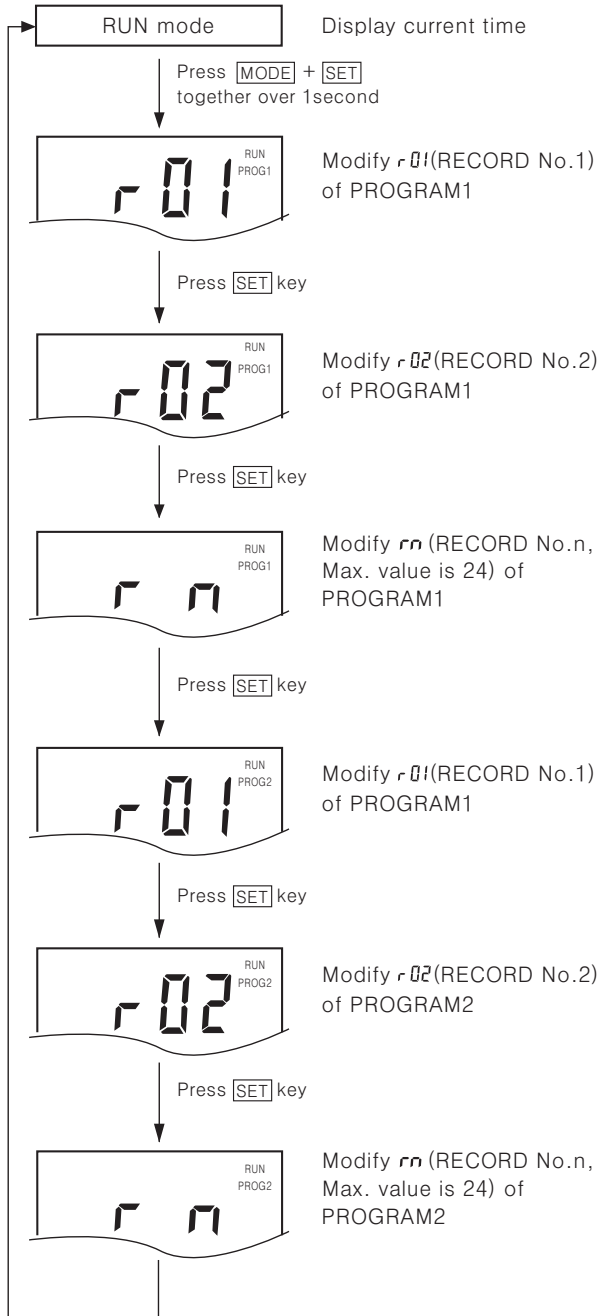 RUN mode
Display current time
Press MODE + SET
together over 1second
RUN
PROG1
r01
Modify r01(RECORD No.1)
of PROGRAM1
Press SET key
RUN
PROG1
r02
Modify r02(RECORD No.2)
of PROGRAM1
Press SET key
RUN
PROG1
r n
Modify rn (RECORD No.n,
Max. value is 24) of
PROGRAM1
Press SET key
RUN
PROG2
r01
Modify r01(RECORD No.1)
of PROGRAM1
Press SET key
RUN
PROG2
r02
Modify r02(RECORD No.2)
of PROGRAM2
Press SET key
RUN
PROG2
r n
Modify rn (RECORD No.n,
Max. value is 24) of
PROGRAM2